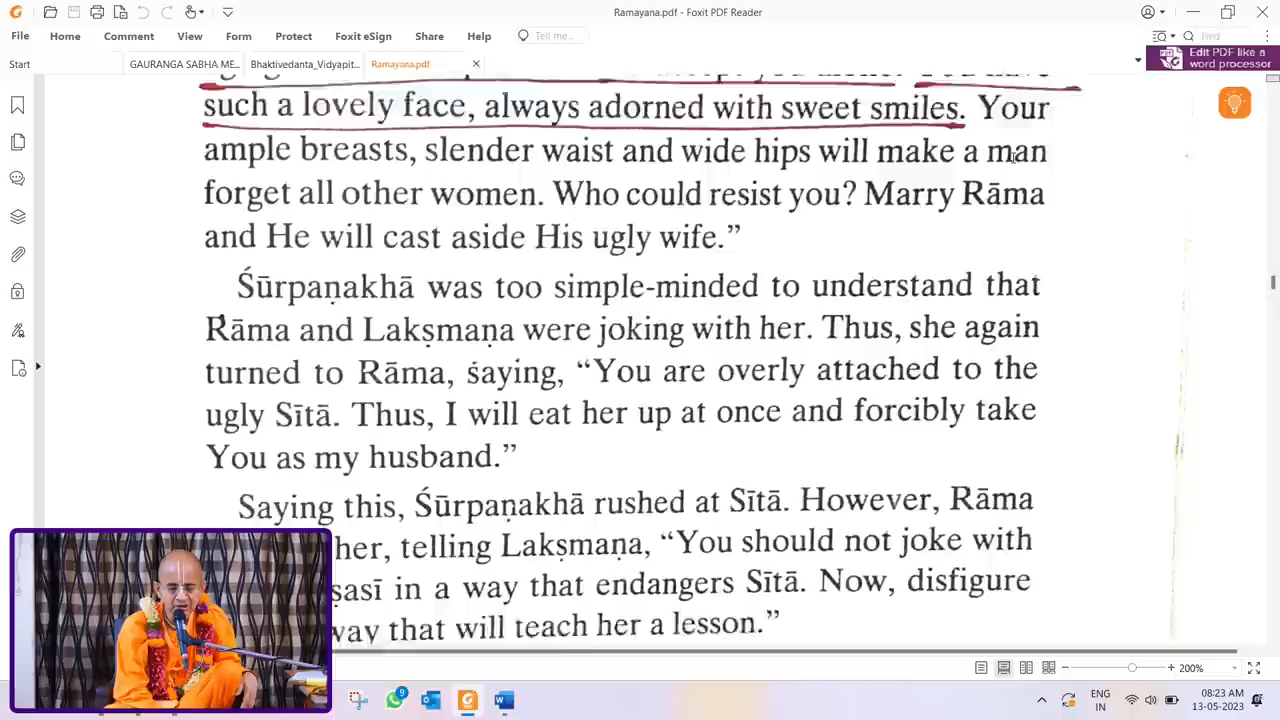 Ramayana.pdf - Foxit PDF Reader
File Home Comment View Form Protect Foxit eSign Share Help Tell me... Find
Start GAURANGA SABHA ME... Bhaktivedanta_Vidyapit... Ramayana.pdf
Edit PDF like a
word processor
such a lovely face, always adorned with sweet smiles. Your
ample breasts, slender waist and wide hips will make a man
forget all other women. Who could resist you? Marry Rāma
and He will cast aside His ugly wife.”
Śūrpaṇakhā was too simple-minded to understand that
Rāma and Lakṣmaṇa were joking with her. Thus, she again
turned to Rāma, saying, “You are overly attached to the
ugly Sītā. Thus, I will eat her up at once and forcibly take
You as my husband.”
Saying this, Śūrpaṇakhā rushed at Sītā. However, Rāma
her, telling Lakṣmaṇa, “You should not joke with
ṣasī in a way that endangers Sītā. Now, disfigure
way that will teach her a lesson.”
200%
9
ENG
IN
08:23 AM
13-05-2023